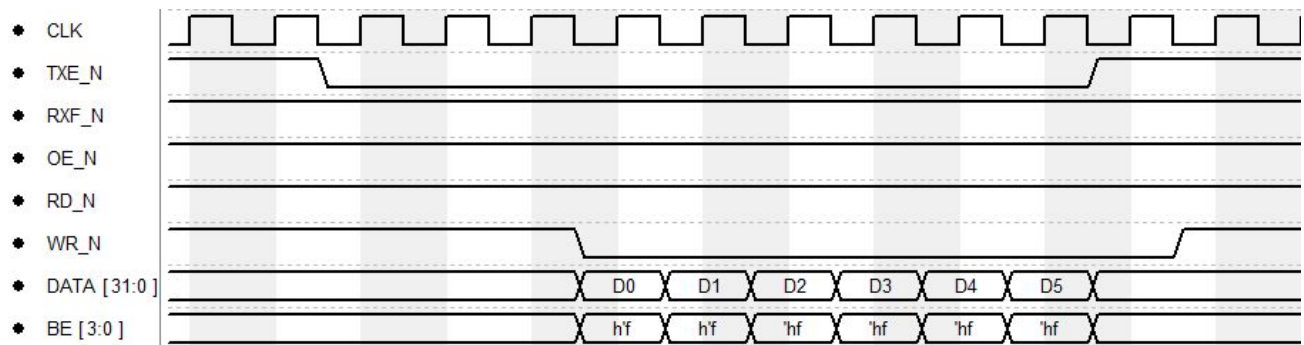 CLK
TXE_N
RXF_N
OE_N
RD_N
WR_N
DATA [31:0] D0 D1 D2 D3 D4 D5
BE [3:0] h'f h'f 'hf 'hf 'hf 'hf